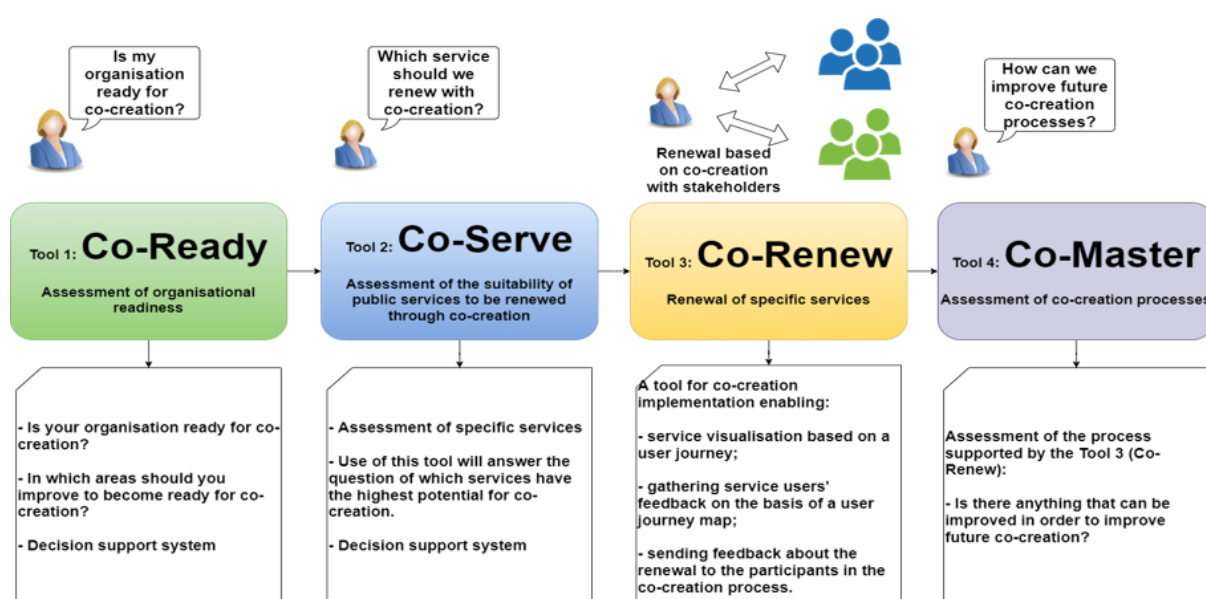 Is my
organisation
ready for
co-creation?
Which service
should we
renew with
co-creation?
Renewal based
on co-creation
with stakeholders
How can we
improve future
co-creation
processes?
Tool 1: Co-Ready
Assessment of organisational
readiness
Tool 2: Co-Serve
Assessment of the suitability of
public services to be renewed
through co-creation
Tool 3: Co-Renew
Renewal of specific services
Tool 4: Co-Master
Assessment of co-creation processes
- Is your organisation ready for co-
creation?
- In which areas should you
improve to become ready for co-
creation?
- Decision support system
- Assessment of specific services
- Use of this tool will answer the
question of which services have
the highest potential for co-
creation.
- Decision support system
A tool for co-creation
implementation enabling:
- service visualisation based on a
user journey;
- gathering service users'
feedback on the basis of a user
journey map;
- sending feedback about the
renewal to the participants in the
co-creation process.
Assessment of the process
supported by the Tool 3 (Co-
Renew):
- Is there anything that can be
improved in order to improve
future co-creation?